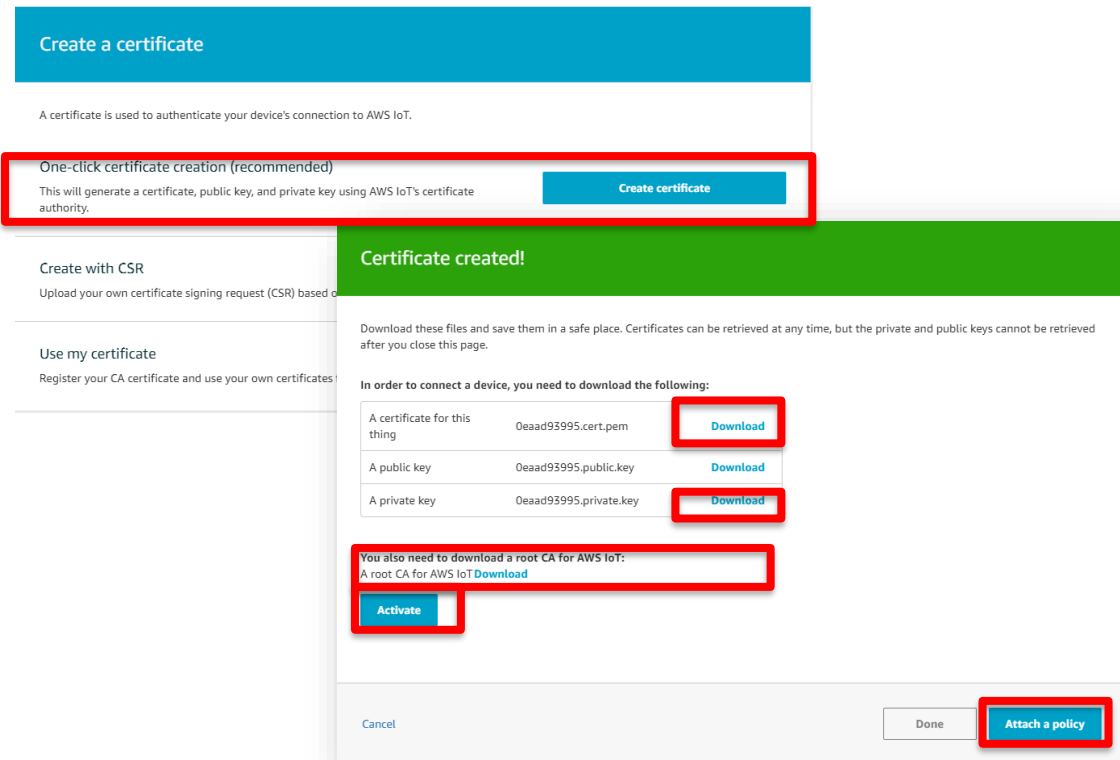 Create a certificate
A certificate is used to authenticate your device's connection to AWS IoT.
One-click certificate creation (recommended)
This will generate a certificate, public key, and private key using AWS IoT's certificate
authority.
Create certificate
Create with CSR
Upload your own certificate signing request (CSR) based
Use my certificate
Register your CA certificate and use your own certificates
Certificate created!
Download these files and save them in a safe place. Certificates can be retrieved at any time, but the private and public keys cannot be retrieved
after you close this page.
In order to connect a device, you need to download the following:
A certificate for this
thing
0eaad93995.cert.pem
Download
A public key
0eaad93995.public.key
Download
A private key
0eaad93995.private.key
Download
You also need to download a root CA for AWS IoT:
A root CA for AWS IoT Download
Activate
Cancel
Done
Attach a policy